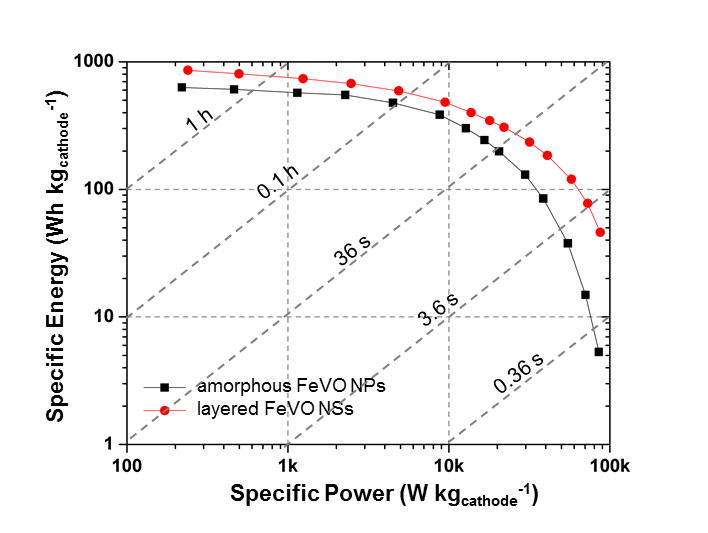 1000
100
10
1
Specific Energy (Wh kgcathode-1)
1 h
0.1 h
36 s
3.6 s
0.36 s
amorphous FeVO NPs
layered FeVO NSs
100 1k 10k 100k
Specific Power (W kgcathode-1)